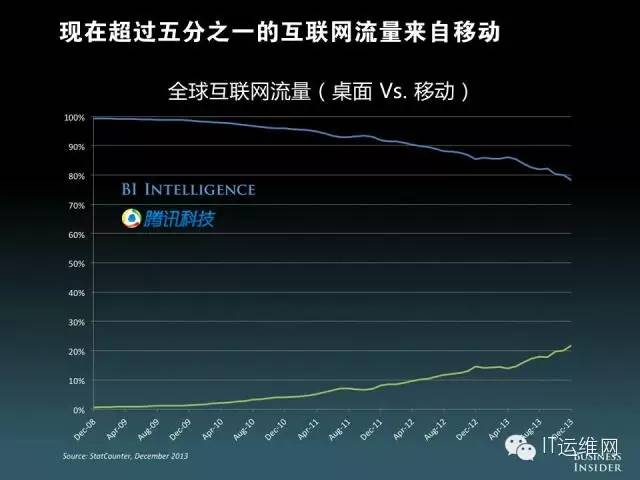 现在超过五分之一的互联网流量来自移动
全球互联网流量（桌面 Vs. 移动）
100%
90%
80%
70%
60%
50%
40%
30%
20%
10%
0%
BI INTELLIGENCE
腾讯科技
Dec-08
Apr-09
Aug-09
Dec-09
Apr-10
Aug-10
Dec-10
Apr-11
Aug-11
Dec-11
Apr-12
Aug-12
Dec-12
Apr-13
Aug-13
Dec-13
Source: StatCounter, December 2013
IT运维网
BUSINESS
INSIDER